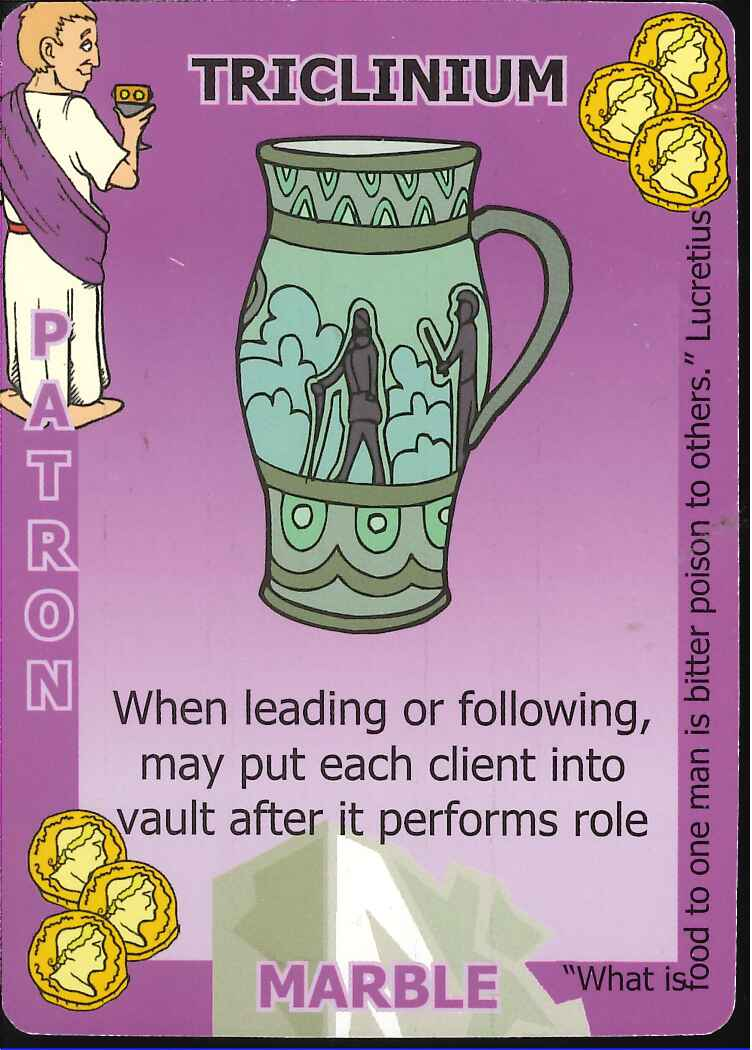 TRICLINIUM
PATRON
When leading or following,
may put each client into
vault after it performs role
MARBLE
“What is food to one man is bitter poison to others.” Lucretius